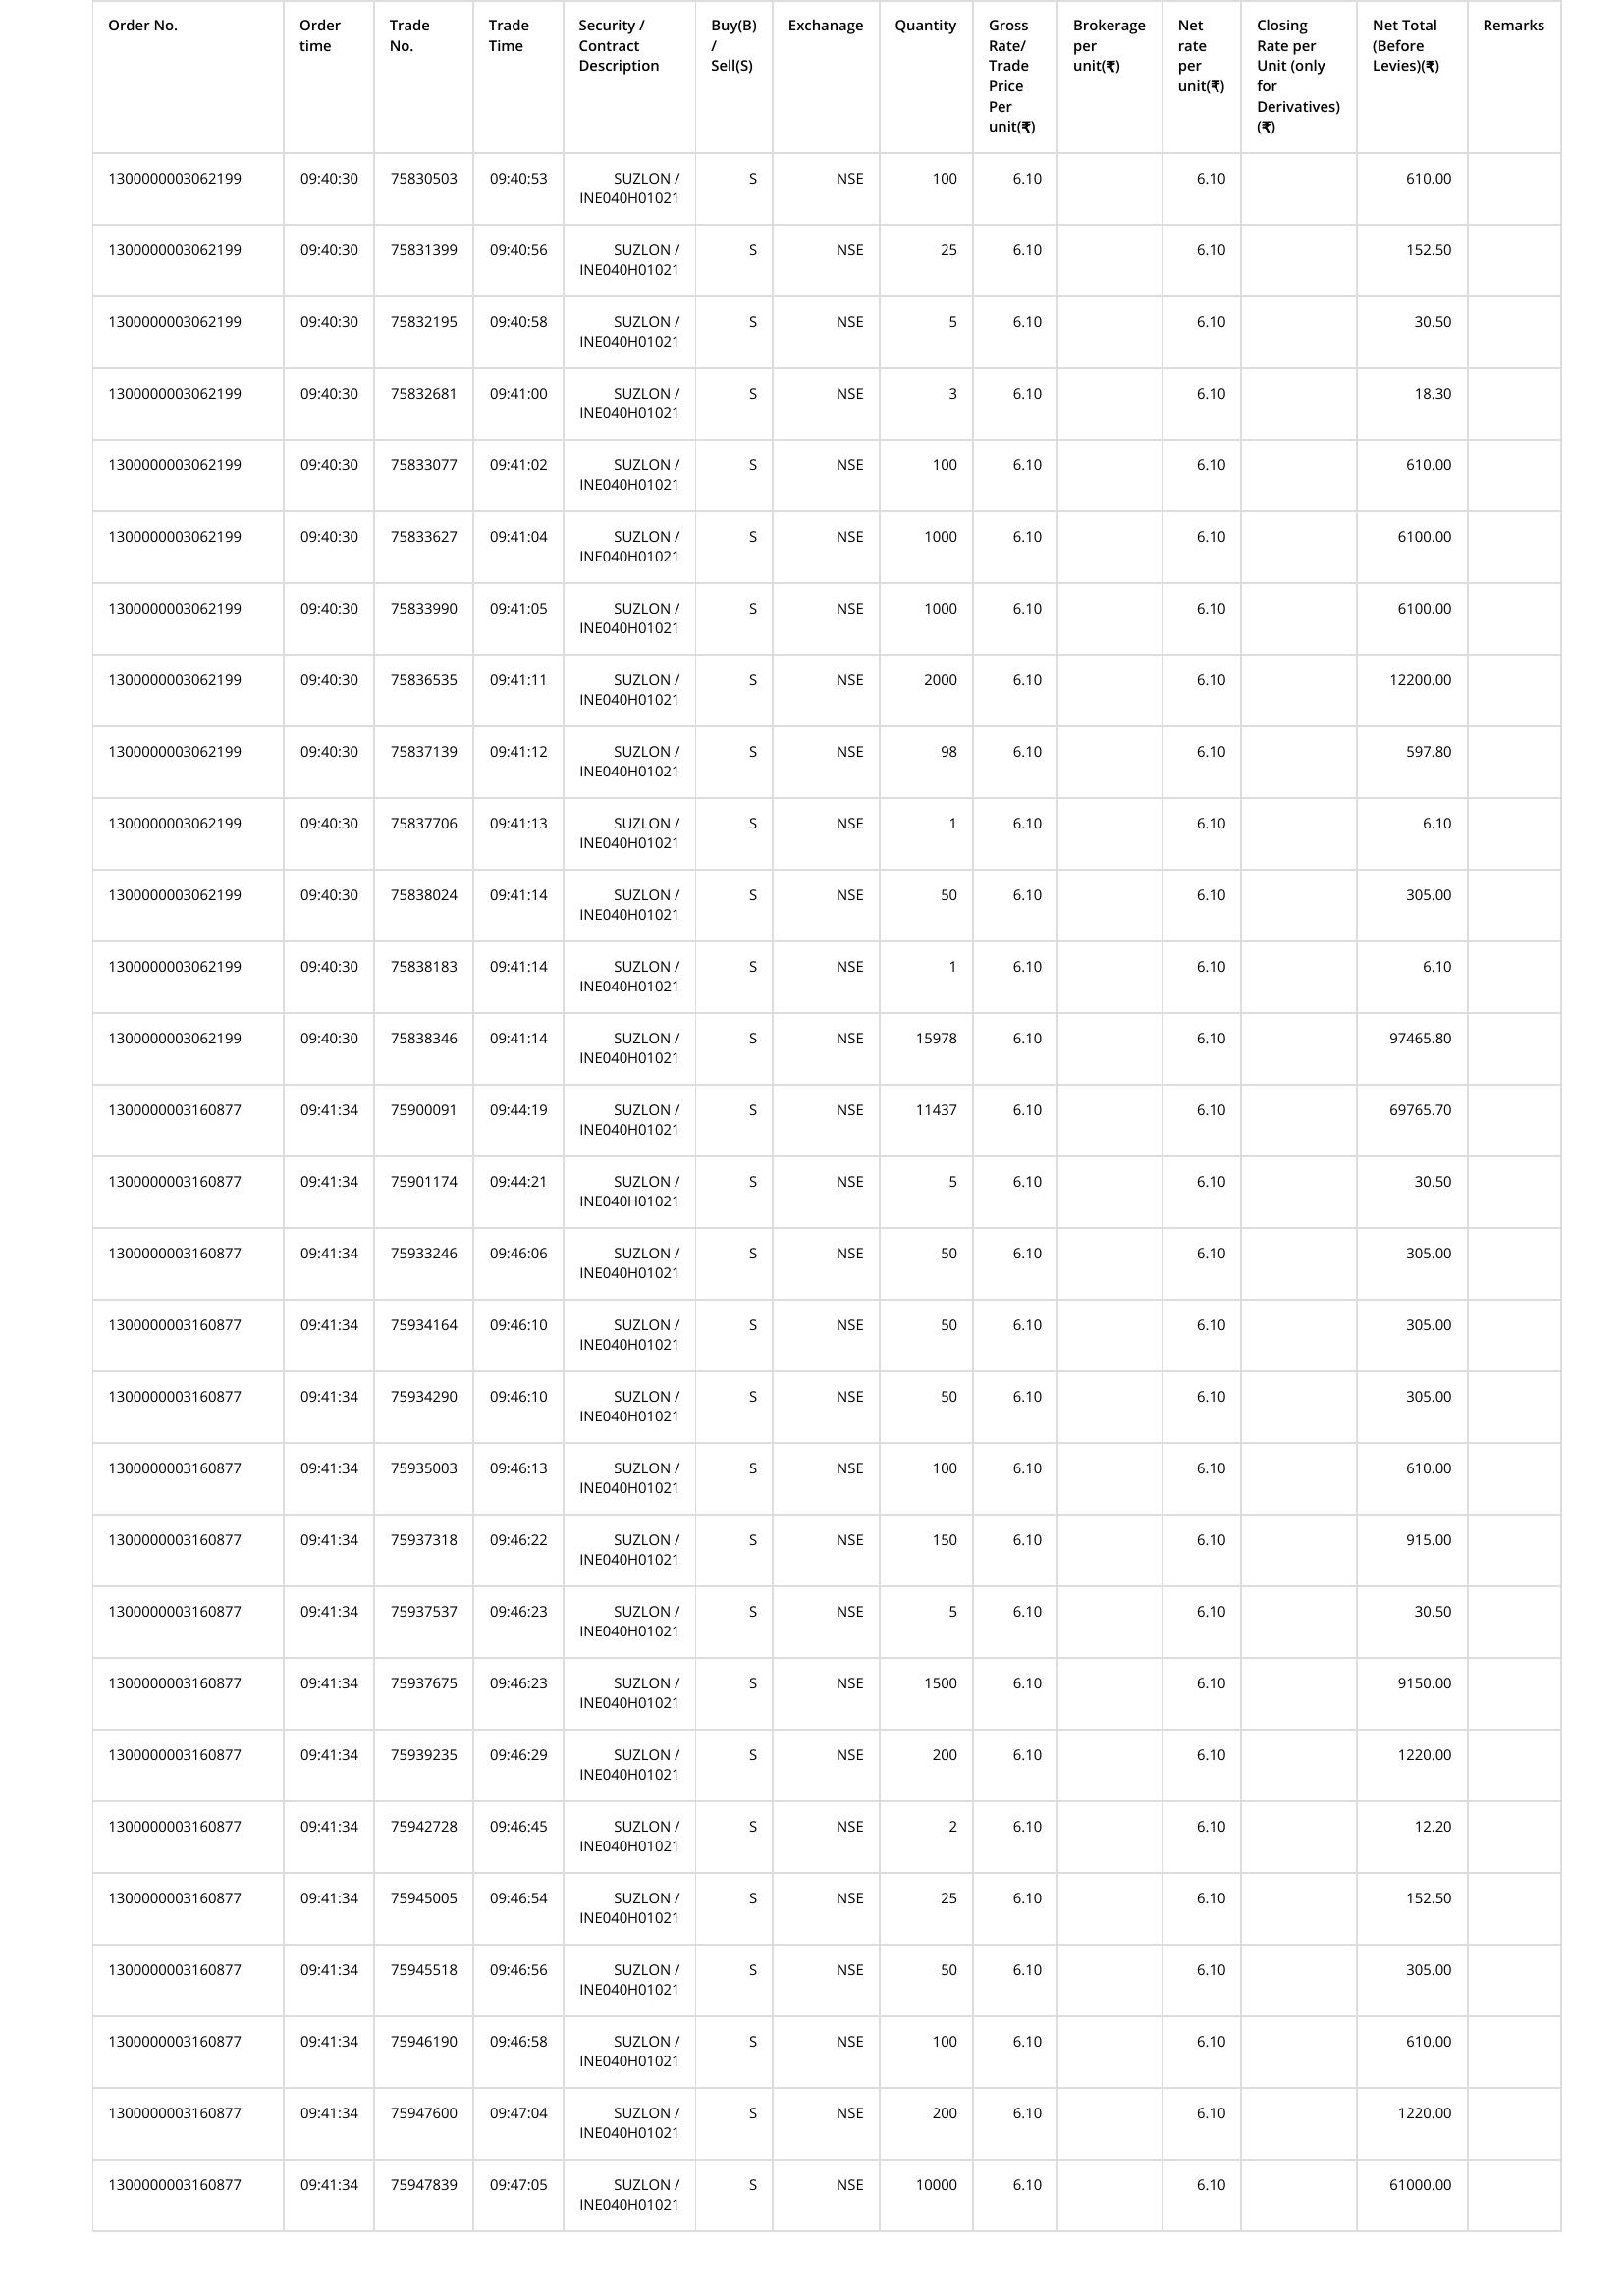 Order No. Order time Trade No. Trade Time Security / Contract Description Buy(B) / Sell(S) Exchanage Quantity Gross Rate/ Trade Price Per unit(₹) Brokerage per unit(₹) Net rate per unit(₹) Closing Rate per Unit (only for Derivatives) (₹) Net Total (Before Levies)(₹) Remarks
1300000003062199 09:40:30 75830503 09:40:53 SUZLON / S NSE 100 6.10 6.10 610.00
INE040H01021
1300000003062199 09:40:30 75831399 09:40:56 SUZLON / S NSE 25 6.10 6.10 152.50
INE040H01021
1300000003062199 09:40:30 75832195 09:40:58 SUZLON / S NSE 5 6.10 6.10 30.50
INE040H01021
1300000003062199 09:40:30 75832681 09:41:00 SUZLON / S NSE 3 6.10 6.10 18.30
INE040H01021
1300000003062199 09:40:30 75833077 09:41:02 SUZLON / S NSE 100 6.10 6.10 610.00
INE040H01021
1300000003062199 09:40:30 75833627 09:41:04 SUZLON / S NSE 1000 6.10 6.10 6100.00
INE040H01021
1300000003062199 09:40:30 75833990 09:41:05 SUZLON / S NSE 1000 6.10 6.10 6100.00
INE040H01021
1300000003062199 09:40:30 75836535 09:41:11 SUZLON / S NSE 2000 6.10 6.10 12200.00
INE040H01021
1300000003062199 09:40:30 75837139 09:41:12 SUZLON / S NSE 98 6.10 6.10 597.80
INE040H01021
1300000003062199 09:40:30 75837706 09:41:13 SUZLON / S NSE 1 6.10 6.10 6.10
INE040H01021
1300000003062199 09:40:30 75838024 09:41:14 SUZLON / S NSE 50 6.10 6.10 305.00
INE040H01021
1300000003062199 09:40:30 75838183 09:41:14 SUZLON / S NSE 1 6.10 6.10 6.10
INE040H01021
1300000003062199 09:40:30 75838346 09:41:14 SUZLON / S NSE 15978 6.10 6.10 97465.80
INE040H01021
1300000003160877 09:41:34 75900091 09:44:19 SUZLON / S NSE 11437 6.10 6.10 69765.70
INE040H01021
1300000003160877 09:41:34 75901174 09:44:21 SUZLON / S NSE 5 6.10 6.10 30.50
INE040H01021
1300000003160877 09:41:34 75933246 09:46:06 SUZLON / S NSE 50 6.10 6.10 305.00
INE040H01021
1300000003160877 09:41:34 75934164 09:46:10 SUZLON / S NSE 50 6.10 6.10 305.00
INE040H01021
1300000003160877 09:41:34 75934290 09:46:10 SUZLON / S NSE 50 6.10 6.10 305.00
INE040H01021
1300000003160877 09:41:34 75935003 09:46:13 SUZLON / S NSE 100 6.10 6.10 610.00
INE040H01021
1300000003160877 09:41:34 75937318 09:46:22 SUZLON / S NSE 150 6.10 6.10 915.00
INE040H01021
1300000003160877 09:41:34 75937537 09:46:23 SUZLON / S NSE 5 6.10 6.10 30.50
INE040H01021
1300000003160877 09:41:34 75937675 09:46:23 SUZLON / S NSE 1500 6.10 6.10 9150.00
INE040H01021
1300000003160877 09:41:34 75939235 09:46:29 SUZLON / S NSE 200 6.10 6.10 1220.00
INE040H01021
1300000003160877 09:41:34 75942728 09:46:45 SUZLON / S NSE 2 6.10 6.10 12.20
INE040H01021
1300000003160877 09:41:34 75945005 09:46:54 SUZLON / S NSE 25 6.10 6.10 152.50
INE040H01021
1300000003160877 09:41:34 75945518 09:46:56 SUZLON / S NSE 50 6.10 6.10 305.00
INE040H01021
1300000003160877 09:41:34 75946190 09:46:58 SUZLON / S NSE 100 6.10 6.10 610.00
INE040H01021
1300000003160877 09:41:34 75947600 09:47:04 SUZLON / S NSE 200 6.10 6.10 1220.00
INE040H01021
1300000003160877 09:41:34 75947839 09:47:05 SUZLON / S NSE 10000 6.10 6.10 61000.00
INE040H01021